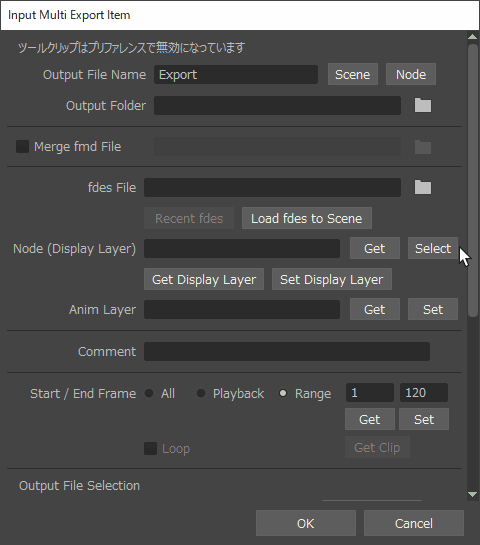 Input Multi Export Item
ツールクリップはプリファレンスで無効になっています
Output File Name Export Scene Node
Output Folder
Merge fmd File
fdes File
Recent fdes Load fdes to Scene
Node (Display Layer) Get Select
Get Display Layer Set Display Layer
Anim Layer Get Set
Comment
Start / End Frame All Playback Range 1 120
Get Set
Loop Get Clip
Output File Selection
OK Cancel